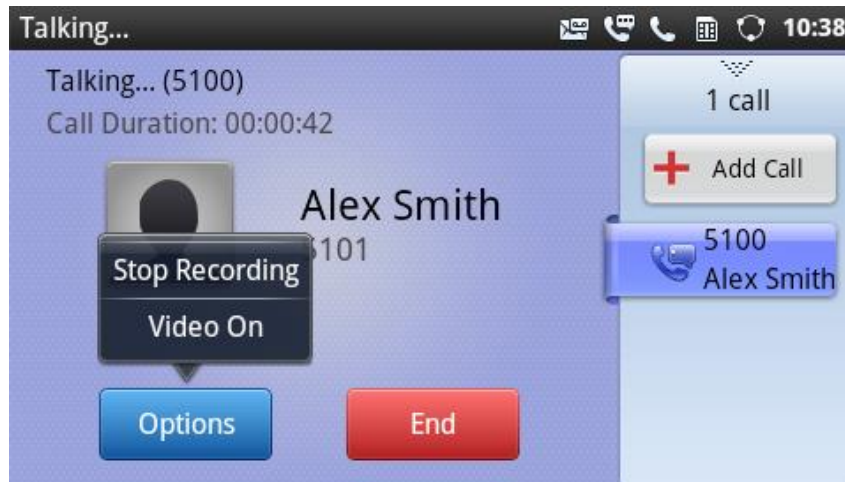 Talking...
10:38
Talking... (5100)
Call Duration: 00:00:42
Alex Smith
5101
Stop Recording
Video On
Options
End
1 call
Add Call
5100
Alex Smith